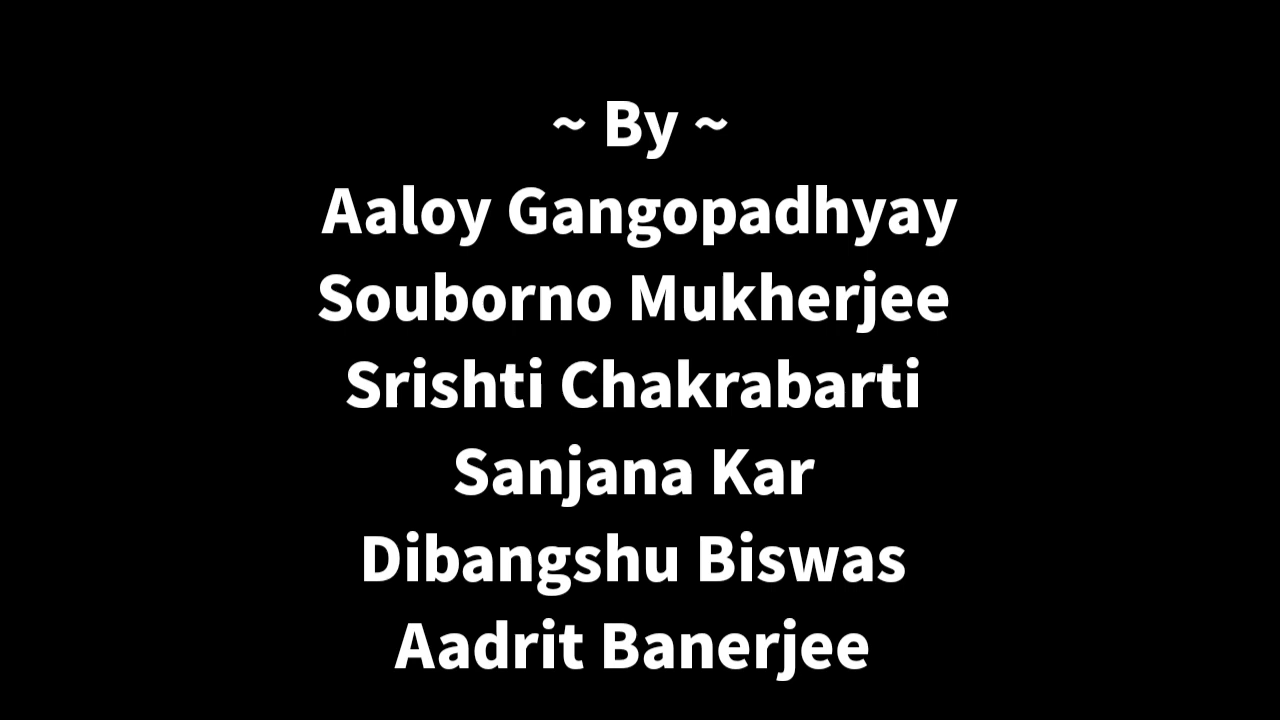 ~ By ~
Aaloy Gangopadhyay
Souborno Mukherjee
Srishti Chakrabarti
Sanjana Kar
Dibangshu Biswas
Aadrit Banerjee